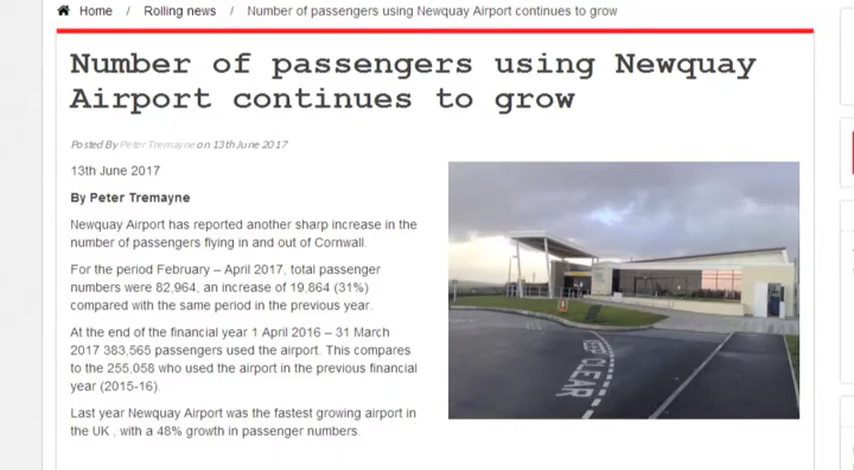 Home / Rolling news / Number of passengers using Newquay Airport continues to grow
Number of passengers using Newquay
Airport continues to grow
Posted By Peter Tremayne on 13th June 2017
13th June 2017
By Peter Tremayne
Newquay Airport has reported another sharp increase in the
number of passengers flying in and out of Cornwall.
For the period February – April 2017, total passenger
numbers were 82,964, an increase of 19,864 (31%)
compared with the same period in the previous year.
At the end of the financial year 1 April 2016 – 31 March
2017 383,565 passengers used the airport. This compares
to the 255,058 who used the airport in the previous financial
year (2015-16).
Last year Newquay Airport was the fastest growing airport in
the UK , with a 48% growth in passenger numbers.
KEEP CLEAR